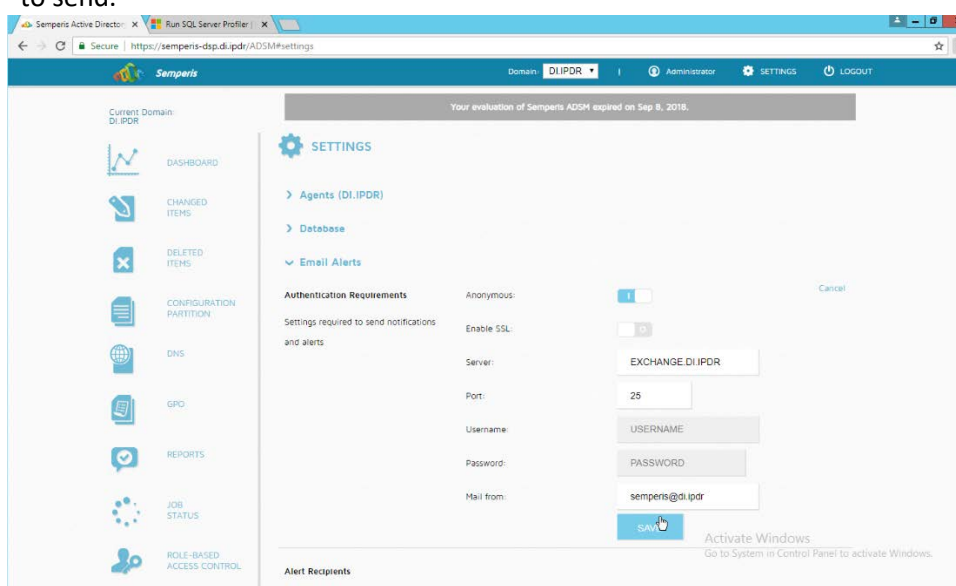 to send.
Semperis Active Director
Run SQL Server Profiler |
Secure | https://semperis-dsp.di.ipdr/ADSM#settings
Semperis
Domain: DI.IPDR
Administrator
SETTINGS
LOGOUT
Current Domain:
DI.IPDR
Your evaluation of Semperis ADSM expired on Sep 8, 2018.
SETTINGS
DASHBOARD
CHANGED
ITEMS
DELETED
ITEMS
CONFIGURATION
PARTITION
DNS
GPO
REPORTS
JOB
STATUS
ROLE-BASED
ACCESS CONTROL
Agents (DI.IPDR)
Database
Email Alerts
Authentication Requirements
Settings required to send notifications
and alerts
Anonymous:
Cancel
Enable SSL:
Server: EXCHANGE.DI.IPDR
Port: 25
Username: USERNAME
Password: PASSWORD
Mail from: semperis@di.ipdr
SAVE
Alert Recipients
Activate Windows
Go to System in Control Panel to activate Windows.